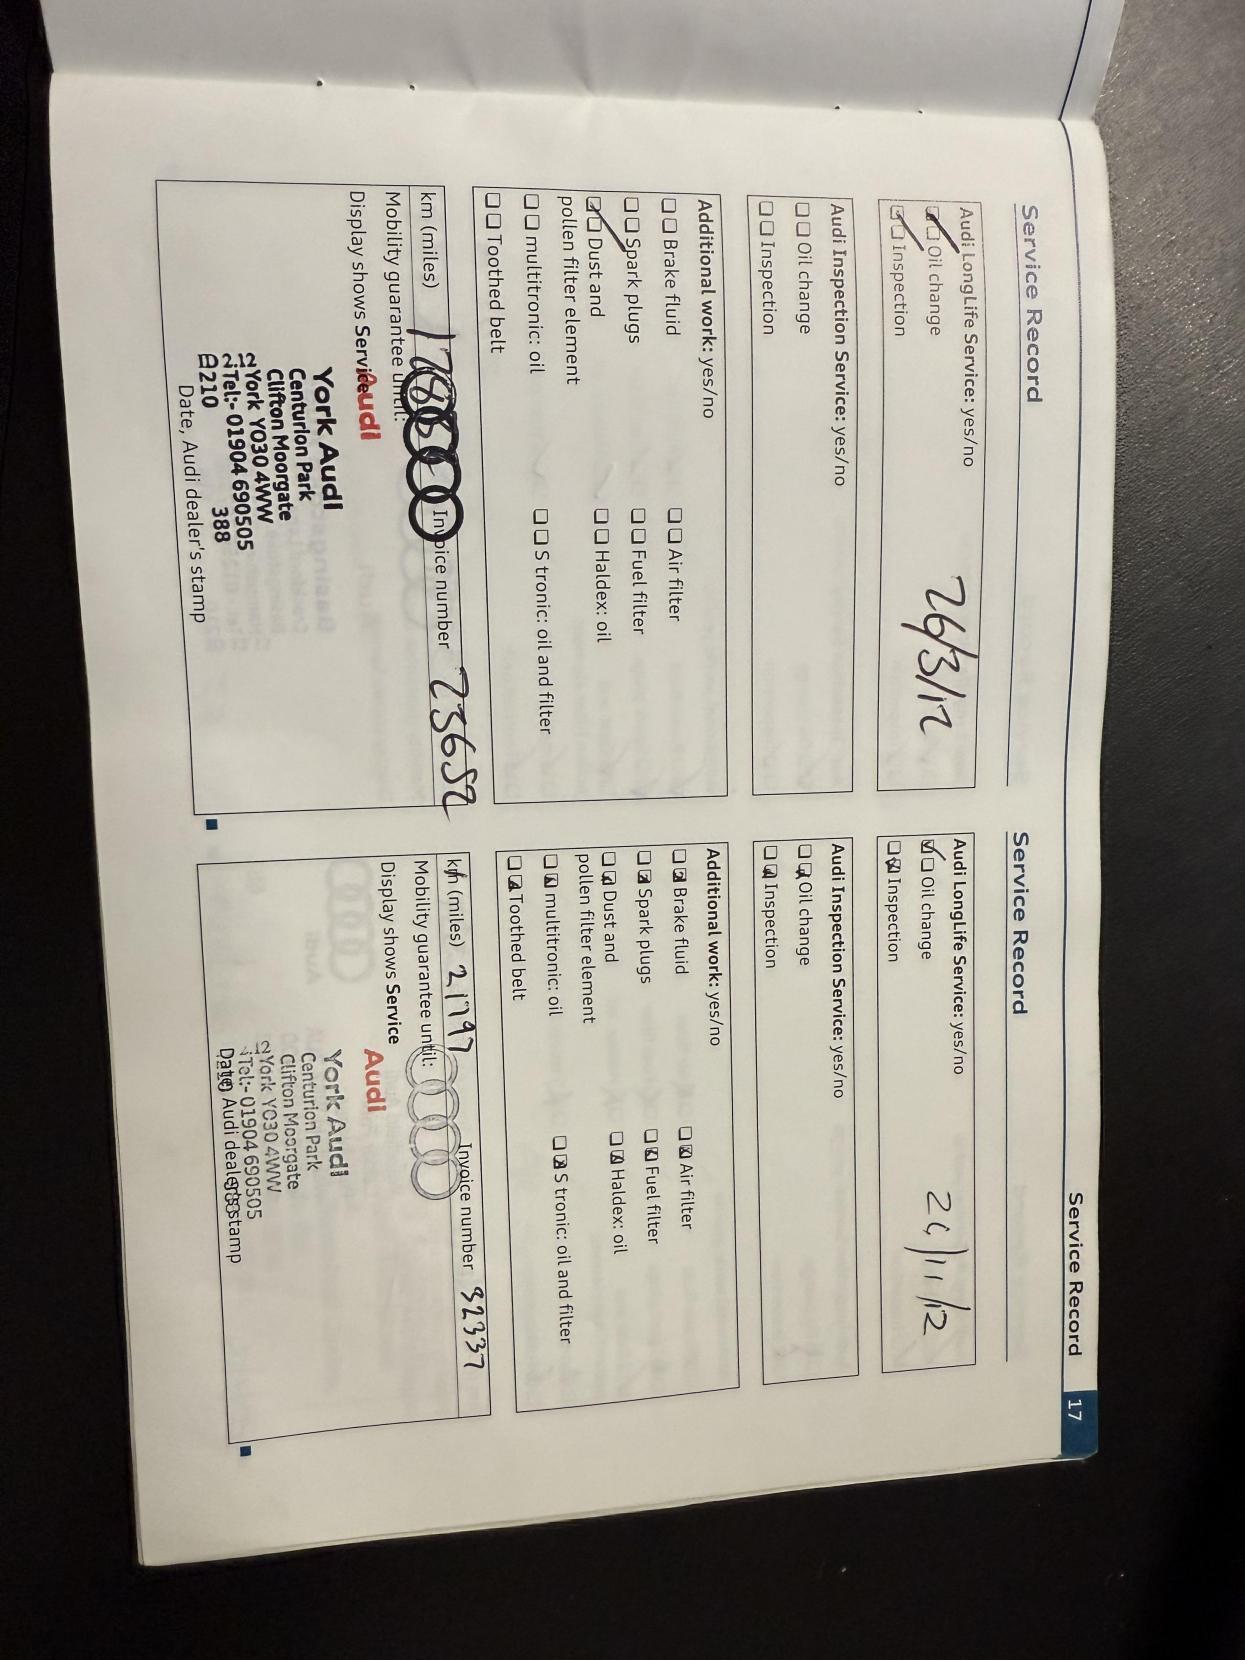 Service Record 17
Service Record
Audi LongLife Service: yes/no
Oil change
Inspection
26/3/12
Audi Inspection Service: yes/no
Oil change
Inspection
Additional work: yes/no
Brake fluid
Air filter
Spark plugs
Fuel filter
Dust and
pollen filter element
Haldex: oil
multitronic: oil
S tronic: oil and filter
Toothed belt
km (miles)
Invoice number 23652
Mobility guarantee until:
Display shows Service
Audi
York Audi
Centurion Park
Clifton Moorgate
York YO30 4WW
Tel:- 01904 690505
210 388
Date, Audi dealer's stamp
Service Record
Audi LongLife Service: yes/no
Oil change
Inspection
/11/12
Audi Inspection Service: yes/no
Oil change
Inspection
Additional work: yes/no
Brake fluid
Air filter
Spark plugs
Fuel filter
Dust and
pollen filter element
Haldex: oil
multitronic: oil
S tronic: oil and filter
Toothed belt
km (miles) 21797
Invoice number 32337
Mobility guarantee until:
Display shows Service
Audi
York Audi
Centurion Park
Clifton Moorgate
York YO30 4WW
Tel:- 01904 690505
Date, Audi dealer's stamp